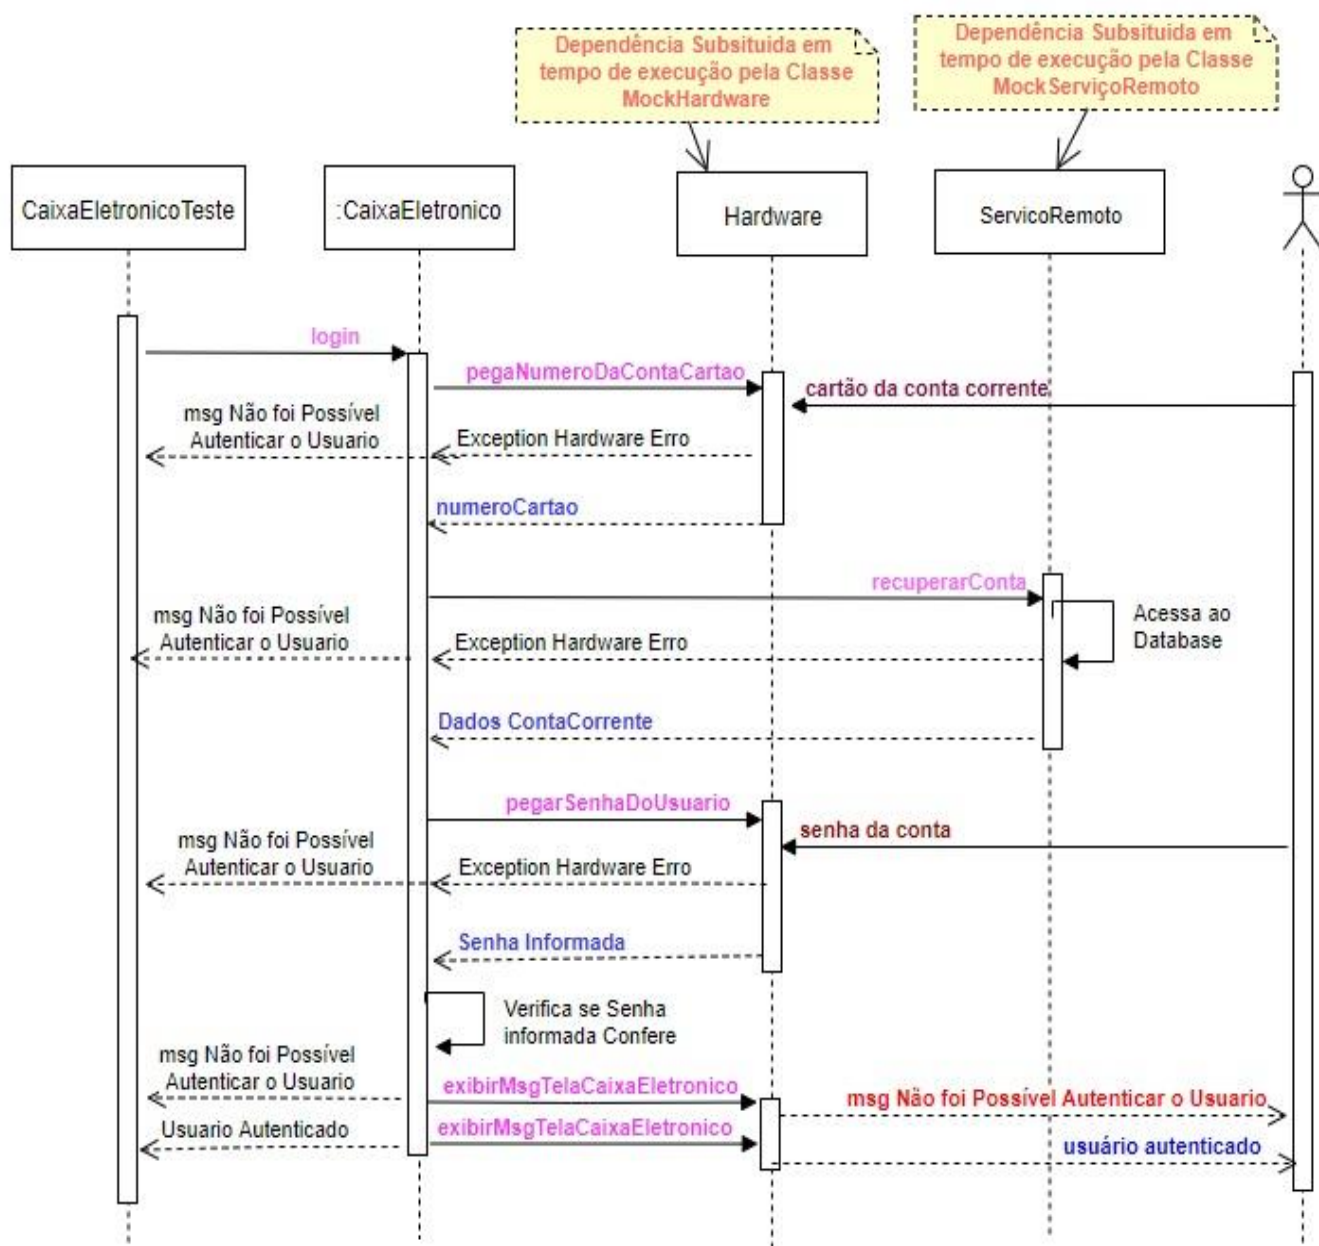 Dependência Subsituida em
tempo de execução pela Classe
MockHardware
Dependência Subsituida em
tempo de execução pela Classe
MockServiçoRemoto
CaixaEletronicoTeste
:CaixaEletronico
Hardware
ServicoRemoto
login
pegaNumeroDaContaCartao
cartão da conta corrente
msg Não foi Possível
Autenticar o Usuario
Exception Hardware Erro
numeroCartao
recuperarConta
msg Não foi Possível
Autenticar o Usuario
Exception Hardware Erro
Acessa ao
Database
Dados ContaCorrente
pegarSenhaDoUsuario
senha da conta
msg Não foi Possível
Autenticar o Usuario
Exception Hardware Erro
Senha Informada
Verifica se Senha
informada Confere
msg Não foi Possível
Autenticar o Usuario
exibirMsgTelaCaixaEletronico
msg Não foi Possível Autenticar o Usuario
Usuario Autenticado
exibirMsgTelaCaixaEletronico
usuário autenticado